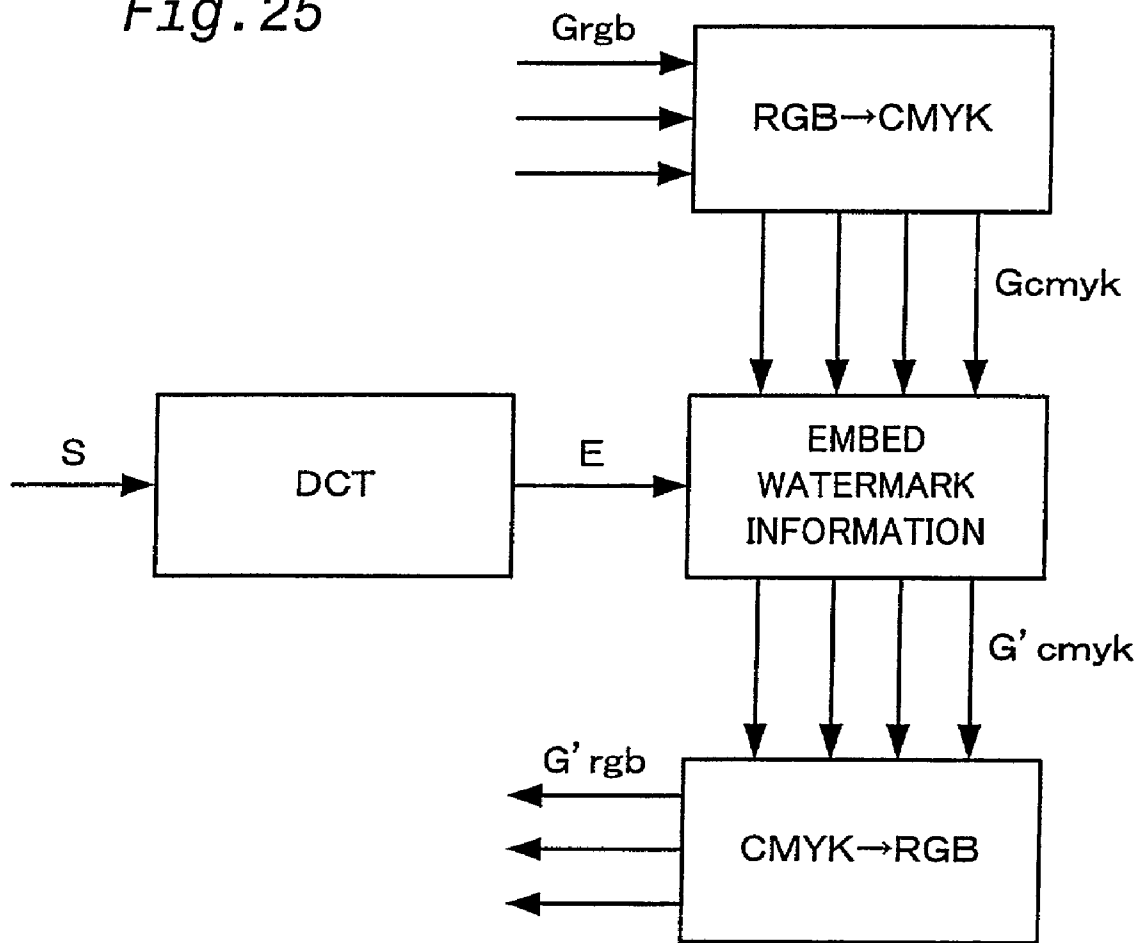 Fig.25
Grgb
RGB→CMYK
Gcmyk
S
DCT
E
EMBED
WATERMARK
INFORMATION
G' cmyk
G' rgb
CMYK→RGB